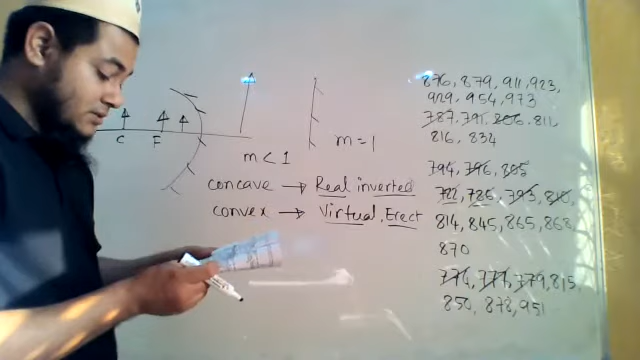 C F
m < 1
m = 1
concave → Real inverted
convex → Virtual, Erect
876, 879, 911, 923,
929, 954, 973
787, 791, 806, 811,
816, 834
794, 796, 805
722, 785, 793, 810,
814, 845, 865, 868,
870
774, 777, 779, 815,
850, 878, 951